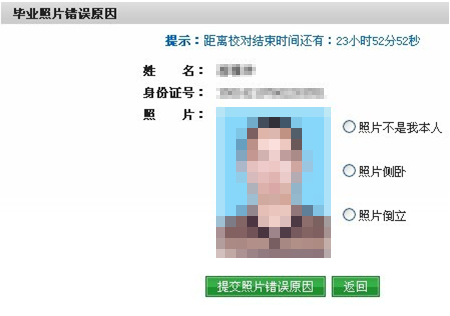 毕业照片错误原因
提示：距离校对结束时间还有：23小时52分52秒
姓 名：
身份证号：
照 片：
照片不是我本人
照片侧卧
照片倒立
提交照片错误原因 返回